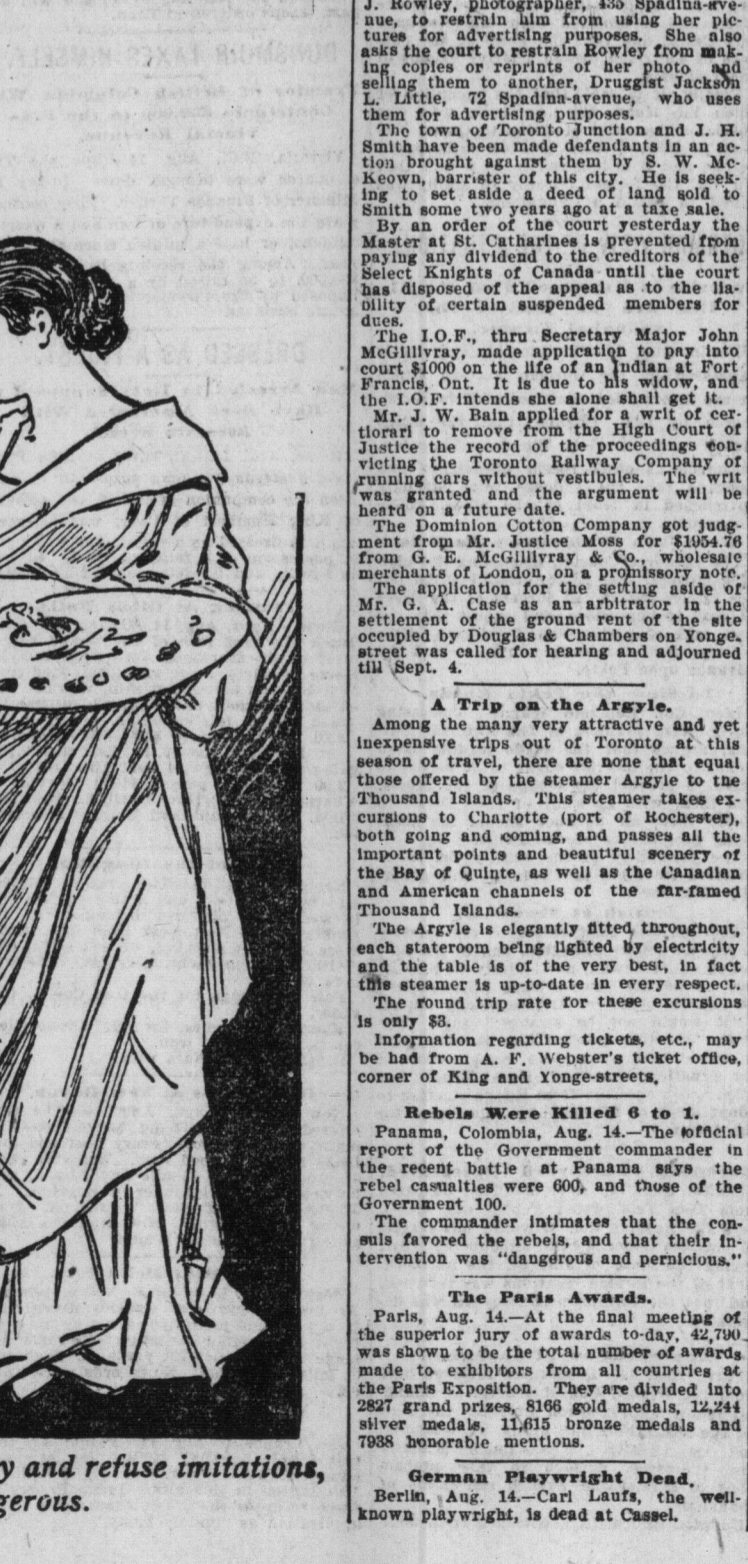 J. Rowley, photographer, 435 Spadina-ave-
nue, to restrain him from using her pic-
tures for advertising purposes. She also
asks the court to restrain Rowley from mak-
ing copies or reprints of her photo and
selling them to another, Druggist Jackson
L. Little, 72 Spadina-avenue, who uses
them for advertising purposes.
The town of Toronto Junction and J. H.
Smith have been made defendants in an ac-
tion brought against them by S. W. Mc-
Keown, barrister of this city. He is seek-
ing to set aside a deed of land sold to
Smith some two years ago at a taxe sale.
By an order of the court yesterday the
Master at St. Catharines is prevented from
paying any dividend to the creditors of the
Select Knights of Canada until the court
has disposed of the appeal as to the lia-
bility of certain suspended members for
dues.
The I.O.F., thru Secretary Major John
McGillivray, made application to pay into
court $1000 on the life of an Indian at Fort
Francis, Ont. It is due to his widow, and
the I.O.F. intends she alone shall get it.
Mr. J. W. Bain applied for a writ of cer-
tiorari to remove from the High Court of
Justice the record of the proceedings con-
victing the Toronto Railway Company of
running cars without vestibules. The writ
was granted and the argument will be
heard on a future date.
The Dominion Cotton Company got judg-
ment from Mr. Justice Moss for $1954.76
from G. E. McGillivray & Co., wholesale
merchants of London, on a promissory note.
The application for the setting aside of
Mr. G. A. Case as an arbitrator in the
settlement of the ground rent of the site
occupied by Douglas & Chambers on Yonge-
street was called for hearing and adjourned
till Sept. 4.
A Trip on the Argyle.
Among the many very attractive and yet
inexpensive trips out of Toronto at this
season of travel, there are none that equal
those offered by the steamer Argyle to the
Thousand Islands. This steamer takes ex-
cursions to Charlotte (port of Rochester),
both going and coming, and passes all the
important points and beautiful scenery of
the Bay of Quinte, as well as the Canadian
and American channels of the far-famed
Thousand Islands.
The Argyle is elegantly fitted throughout,
each stateroom being lighted by electricity
and the table is of the very best, in fact
this steamer is up-to-date in every respect.
The round trip rate for these excursions
is only $3.
Information regarding tickets, etc., may
be had from A. F. Webster's ticket office,
corner of King and Yonge-streets.
Rebels Were Killed 6 to 1.
Panama, Colombia, Aug. 14.—The official
report of the Government commander in
the recent battle at Panama says the
rebel casualties were 600, and those of the
Government 100.
The commander intimates that the con-
suls favored the rebels, and that their in-
tervention was "dangerous and pernicious."
The Paris Awards.
Paris, Aug. 14.—At the final meeting of
the superior jury of awards to-day, 42,790
was shown to be the total number of awards
made to exhibitors from all countries at
the Paris Exposition. They are divided into
2827 grand prizes, 8166 gold medals, 12,244
silver medals, 11,615 bronze medals and
7938 honorable mentions.
German Playwright Dead.
Berlin, Aug. 14.—Carl Laufs, the well-
known playwright, is dead at Cassel.
y and refuse imitations,
gerous.